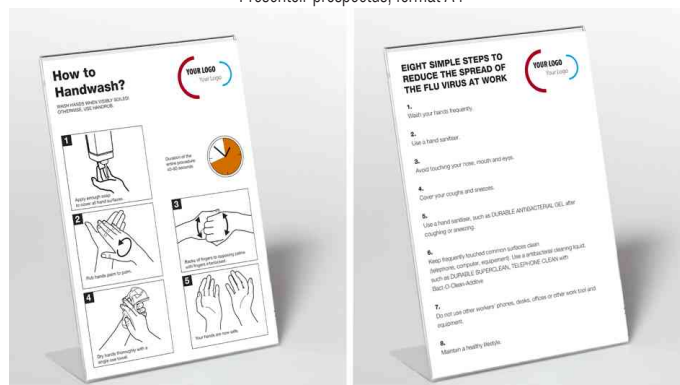 How to
Handwash?
WASH HANDS WHEN VISIBLY SOILED!
OTHERWISE, USE HANDRUB.
YOUR LOGO
Your Logo
1
Apply enough soap
to cover all hand surfaces.
Duration of the
entire procedure:
40-60 seconds
2
Rub hands palm to palm.
3
Backs of fingers to opposing palms
with fingers interlocked.
4
Dry hands thoroughly with a
single use towel.
5
Your hands are now safe.
EIGHT SIMPLE STEPS TO
REDUCE THE SPREAD OF
THE FLU VIRUS AT WORK
YOUR LOGO
Your Logo
1.
Wash your hands frequently.
2.
Use a hand sanitiser.
3.
Avoid touching your nose, mouth and eyes.
4.
Cover your coughs and sneezes.
5.
Use a hand sanitiser, such as DURABLE ANTIBACTERIAL GEL after
coughing or sneezing.
6.
Keep frequently touched common surfaces clean
(telephone, computer, equipement). Use a antibacterial cleaning liquid,
such as DURABLE SUPERCLEAN, TELEPHONE CLEAN with
Bact-O-Clean-Additive
7.
Do not use other workers' phones, desks, offices or other work tool and
equipment.
8.
Maintain a healthy lifestyle.